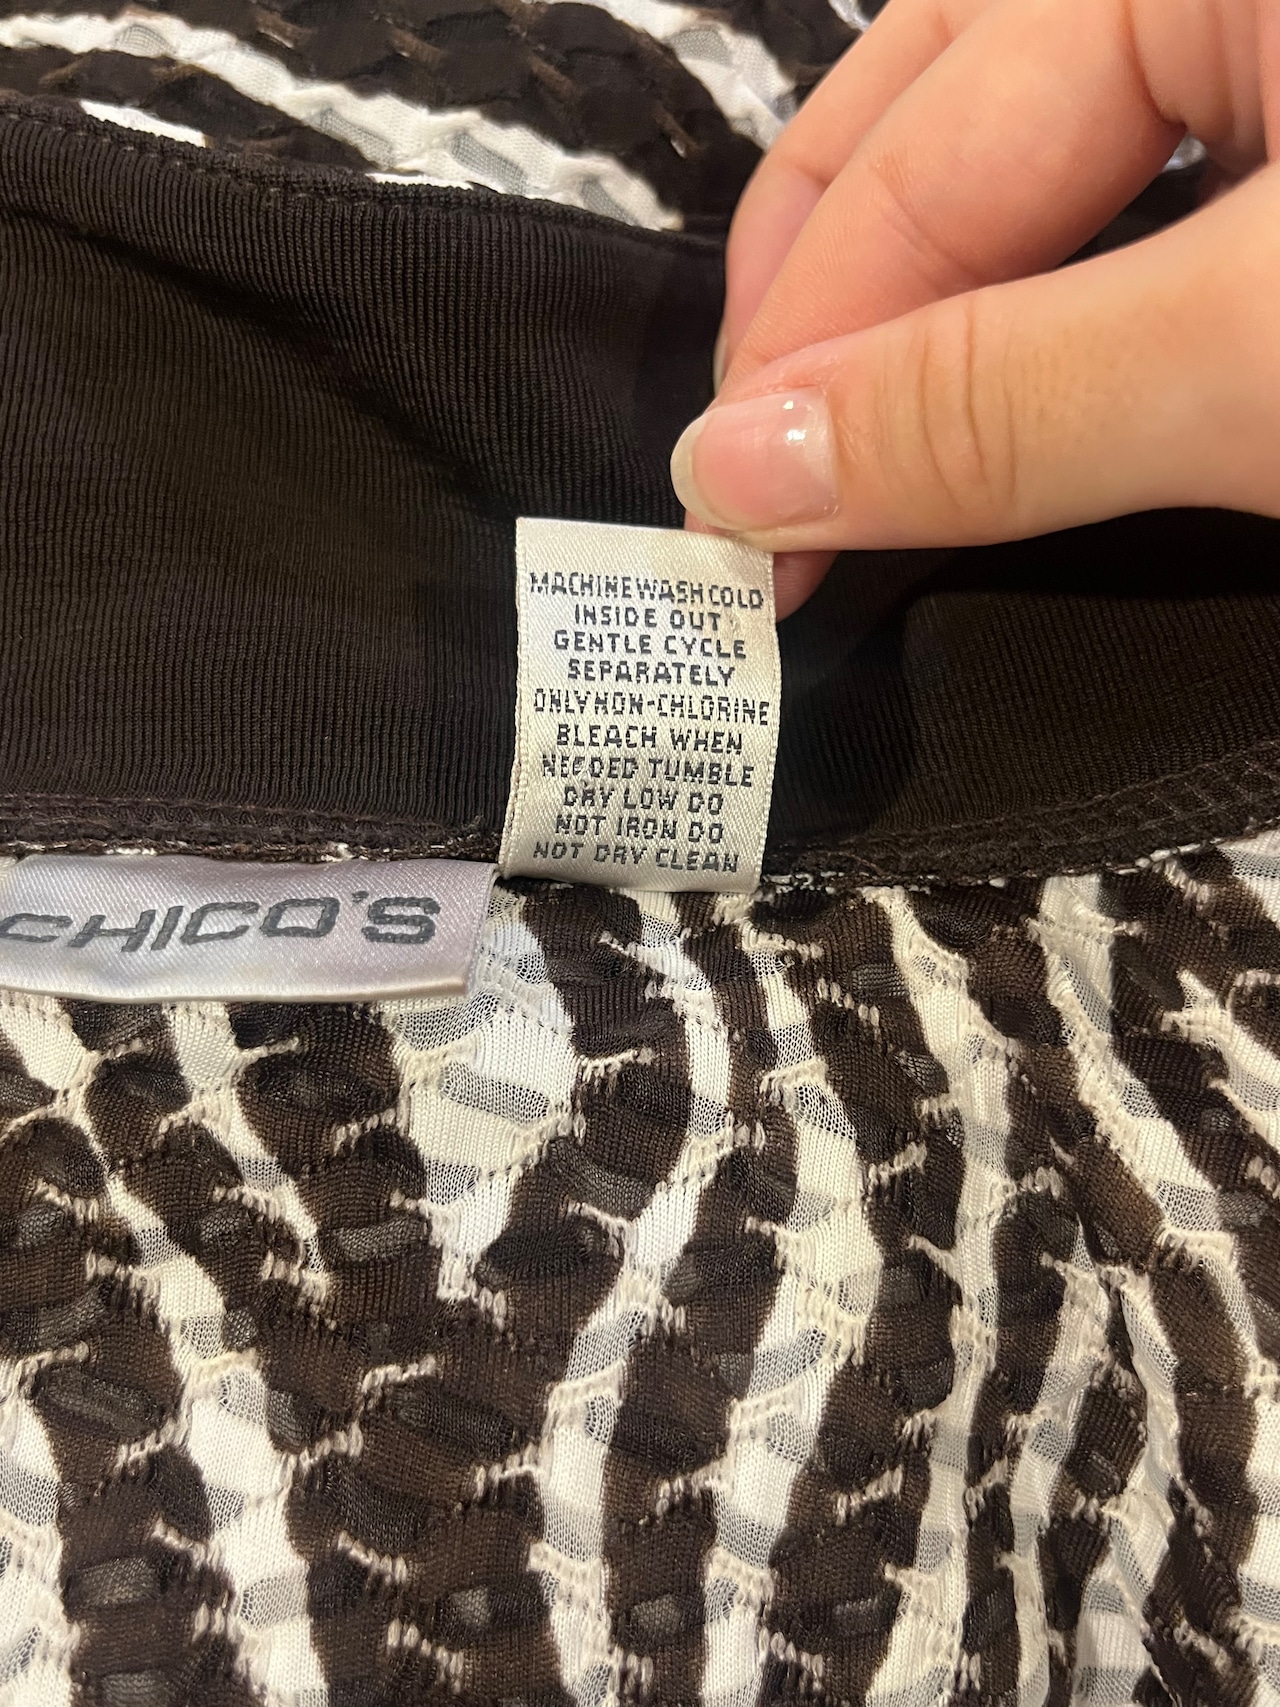 MACHINE WASH COLD
INSIDE OUT
GENTLE CYCLE
SEPARATELY
ONLY NON-CHLORINE
BLEACH WHEN
NEEDED TUMBLE
DRY LOW DO
NOT IRON DO
NOT DRY CLEAN
CHICO'S